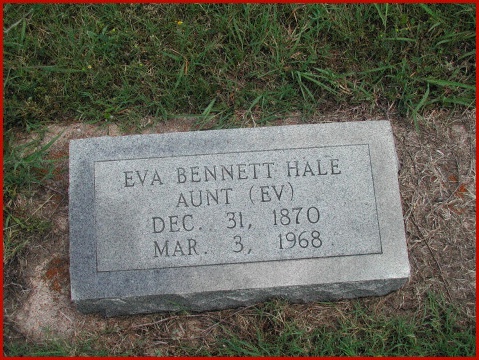 EVA BENNETT HALE
AUNT (EV)
DEC. 31, 1870
MAR. 3, 1968